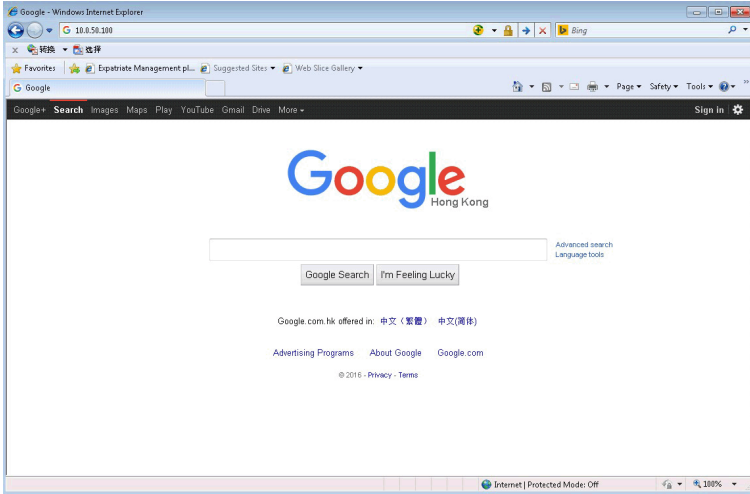 Google - Windows Internet Explorer
10.0.50.100
Bing
x 转换 选择
Favorites Expatriate Management pl... Suggested Sites Web Slice Gallery
Google
Page Safety Tools
Google+ Search Images Maps Play YouTube Gmail Drive More
Sign in
Google
Hong Kong
Advanced search
Language tools
Google Search I'm Feeling Lucky
Google.com.hk offered in: 中文（繁體） 中文(简体)
Advertising Programs About Google Google.com
© 2016 - Privacy - Terms
Internet | Protected Mode: Off
100%